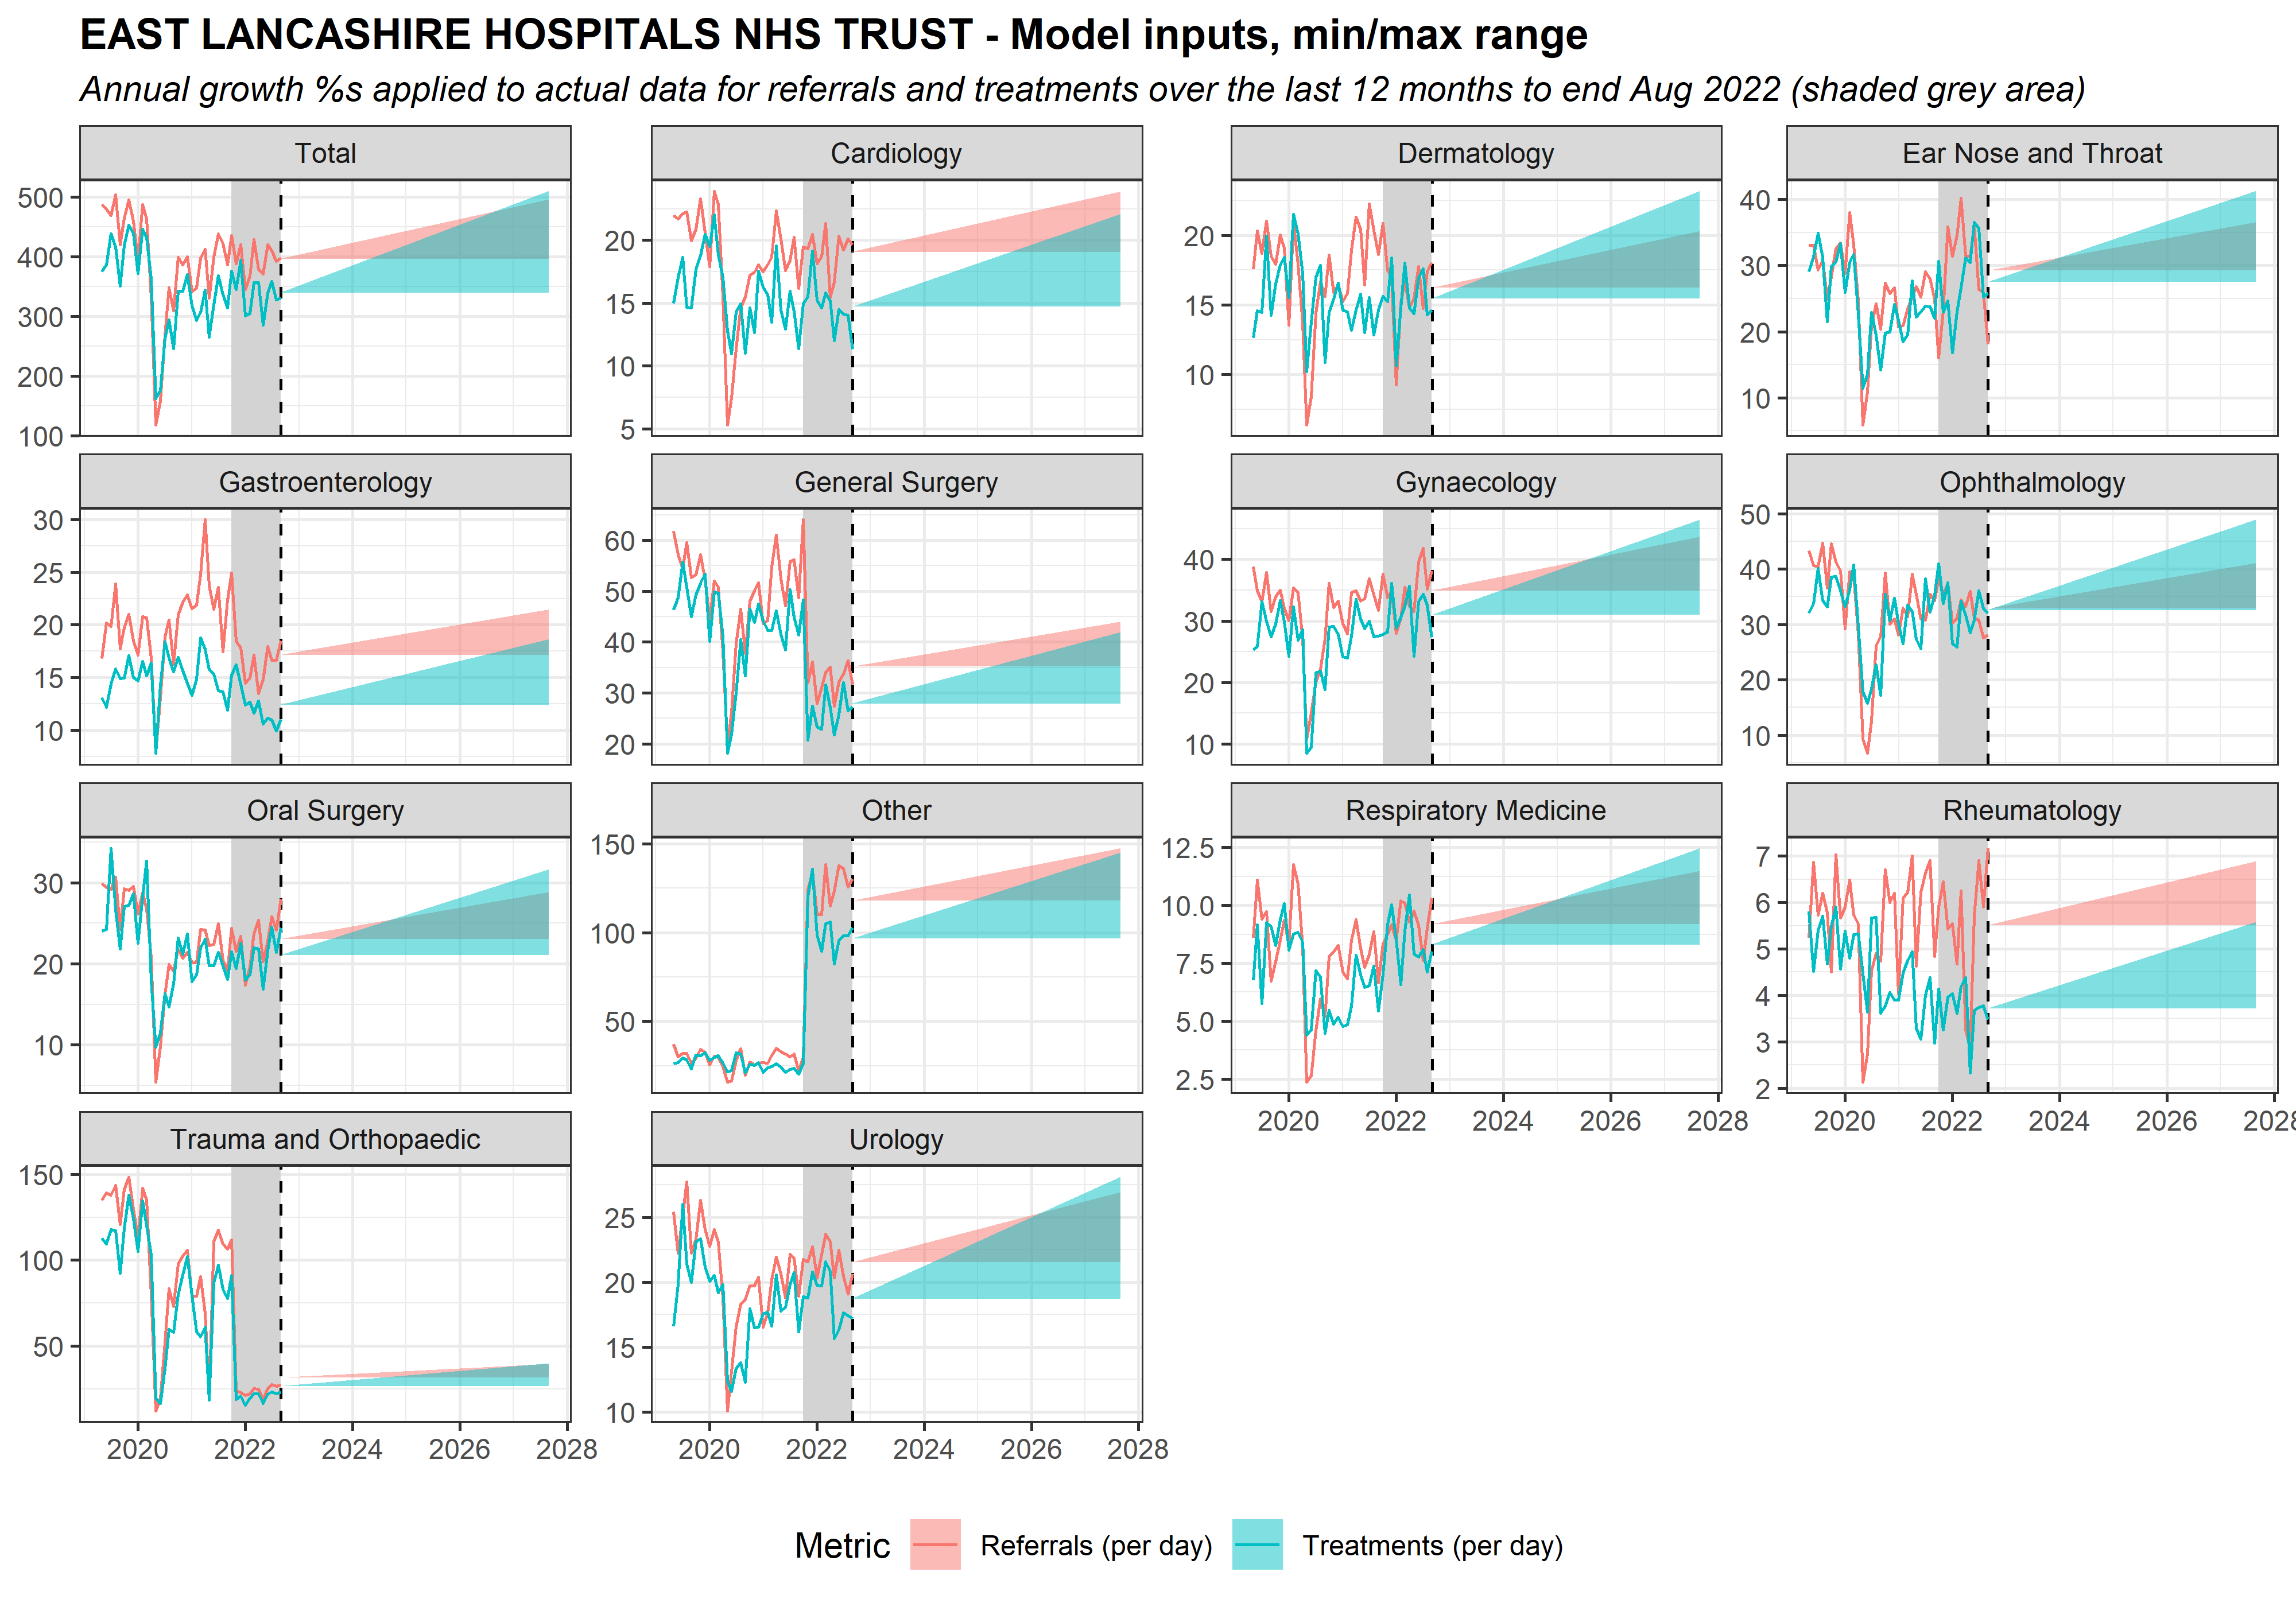 EAST LANCASHIRE HOSPITALS NHS TRUST - Model inputs, min/max range
Annual growth %s applied to actual data for referrals and treatments over the last 12 months to end Aug 2022 (shaded grey area)
Total
Cardiology
Dermatology
Ear Nose and Throat
500
400
300
200
100
20
15
10
5
20
15
10
40
30
20
10
Gastroenterology
General Surgery
Gynaecology
Ophthalmology
30
25
20
15
10
60
50
40
30
20
40
30
20
10
50
40
30
20
10
Oral Surgery
Other
Respiratory Medicine
Rheumatology
30
20
10
150
100
50
12.5
10.0
7.5
5.0
2.5
7
6
5
4
3
2
2020 2022 2024 2026 2028
2020 2022 2024 2026 2028
Trauma and Orthopaedic
Urology
150
100
50
25
20
15
10
2020 2022 2024 2026 2028
2020 2022 2024 2026 2028
Metric Referrals (per day) Treatments (per day)